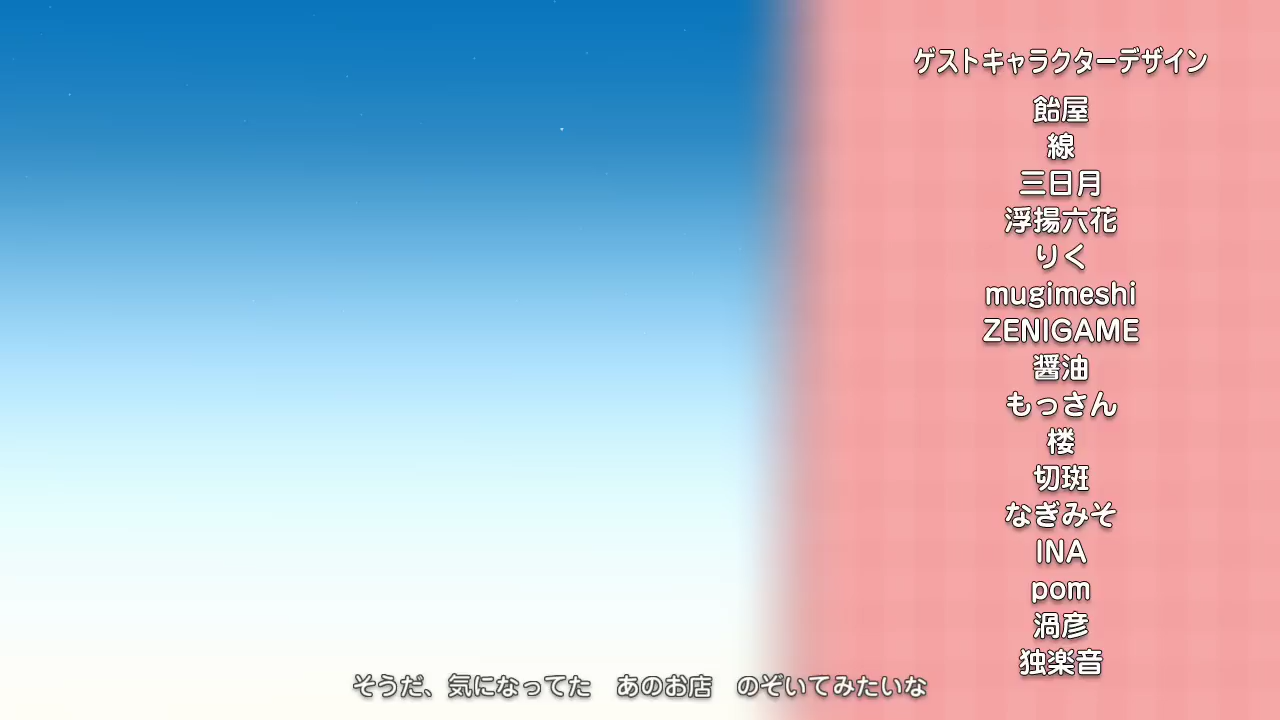 ゲストキャラクターデザイン
飴屋
線
三日月
浮揚六花
りく
mugimeshi
ZENIGAME
醤油
もっさん
楼
切斑
なぎみそ
INA
pom
渦彦
独楽音
そうだ、気になってた　あのお店　のぞいてみたいな